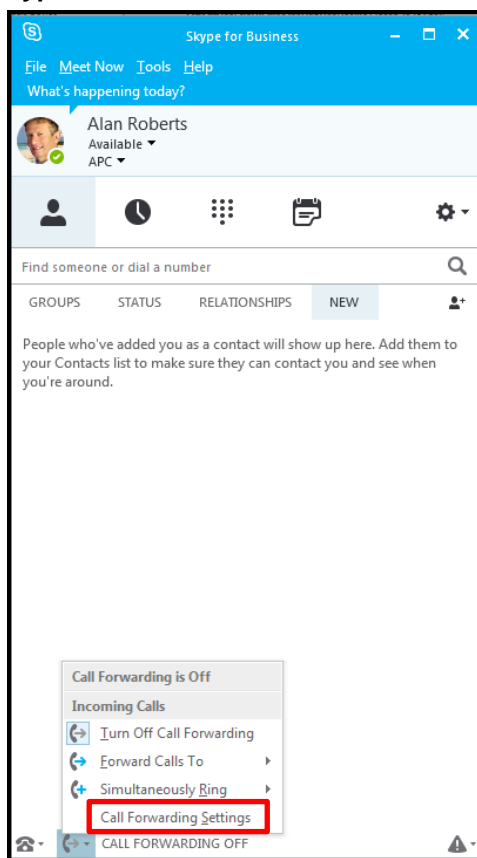 Skype for Business
File Meet Now Tools Help
What's happening today?
Alan Roberts
Available
APC
Find someone or dial a number
GROUPS STATUS RELATIONSHIPS NEW
People who've added you as a contact will show up here. Add them to
your Contacts list to make sure they can contact you and see when
you're around.
Call Forwarding is Off
Incoming Calls
Turn Off Call Forwarding
Forward Calls To
Simultaneously Ring
Call Forwarding Settings
CALL FORWARDING OFF